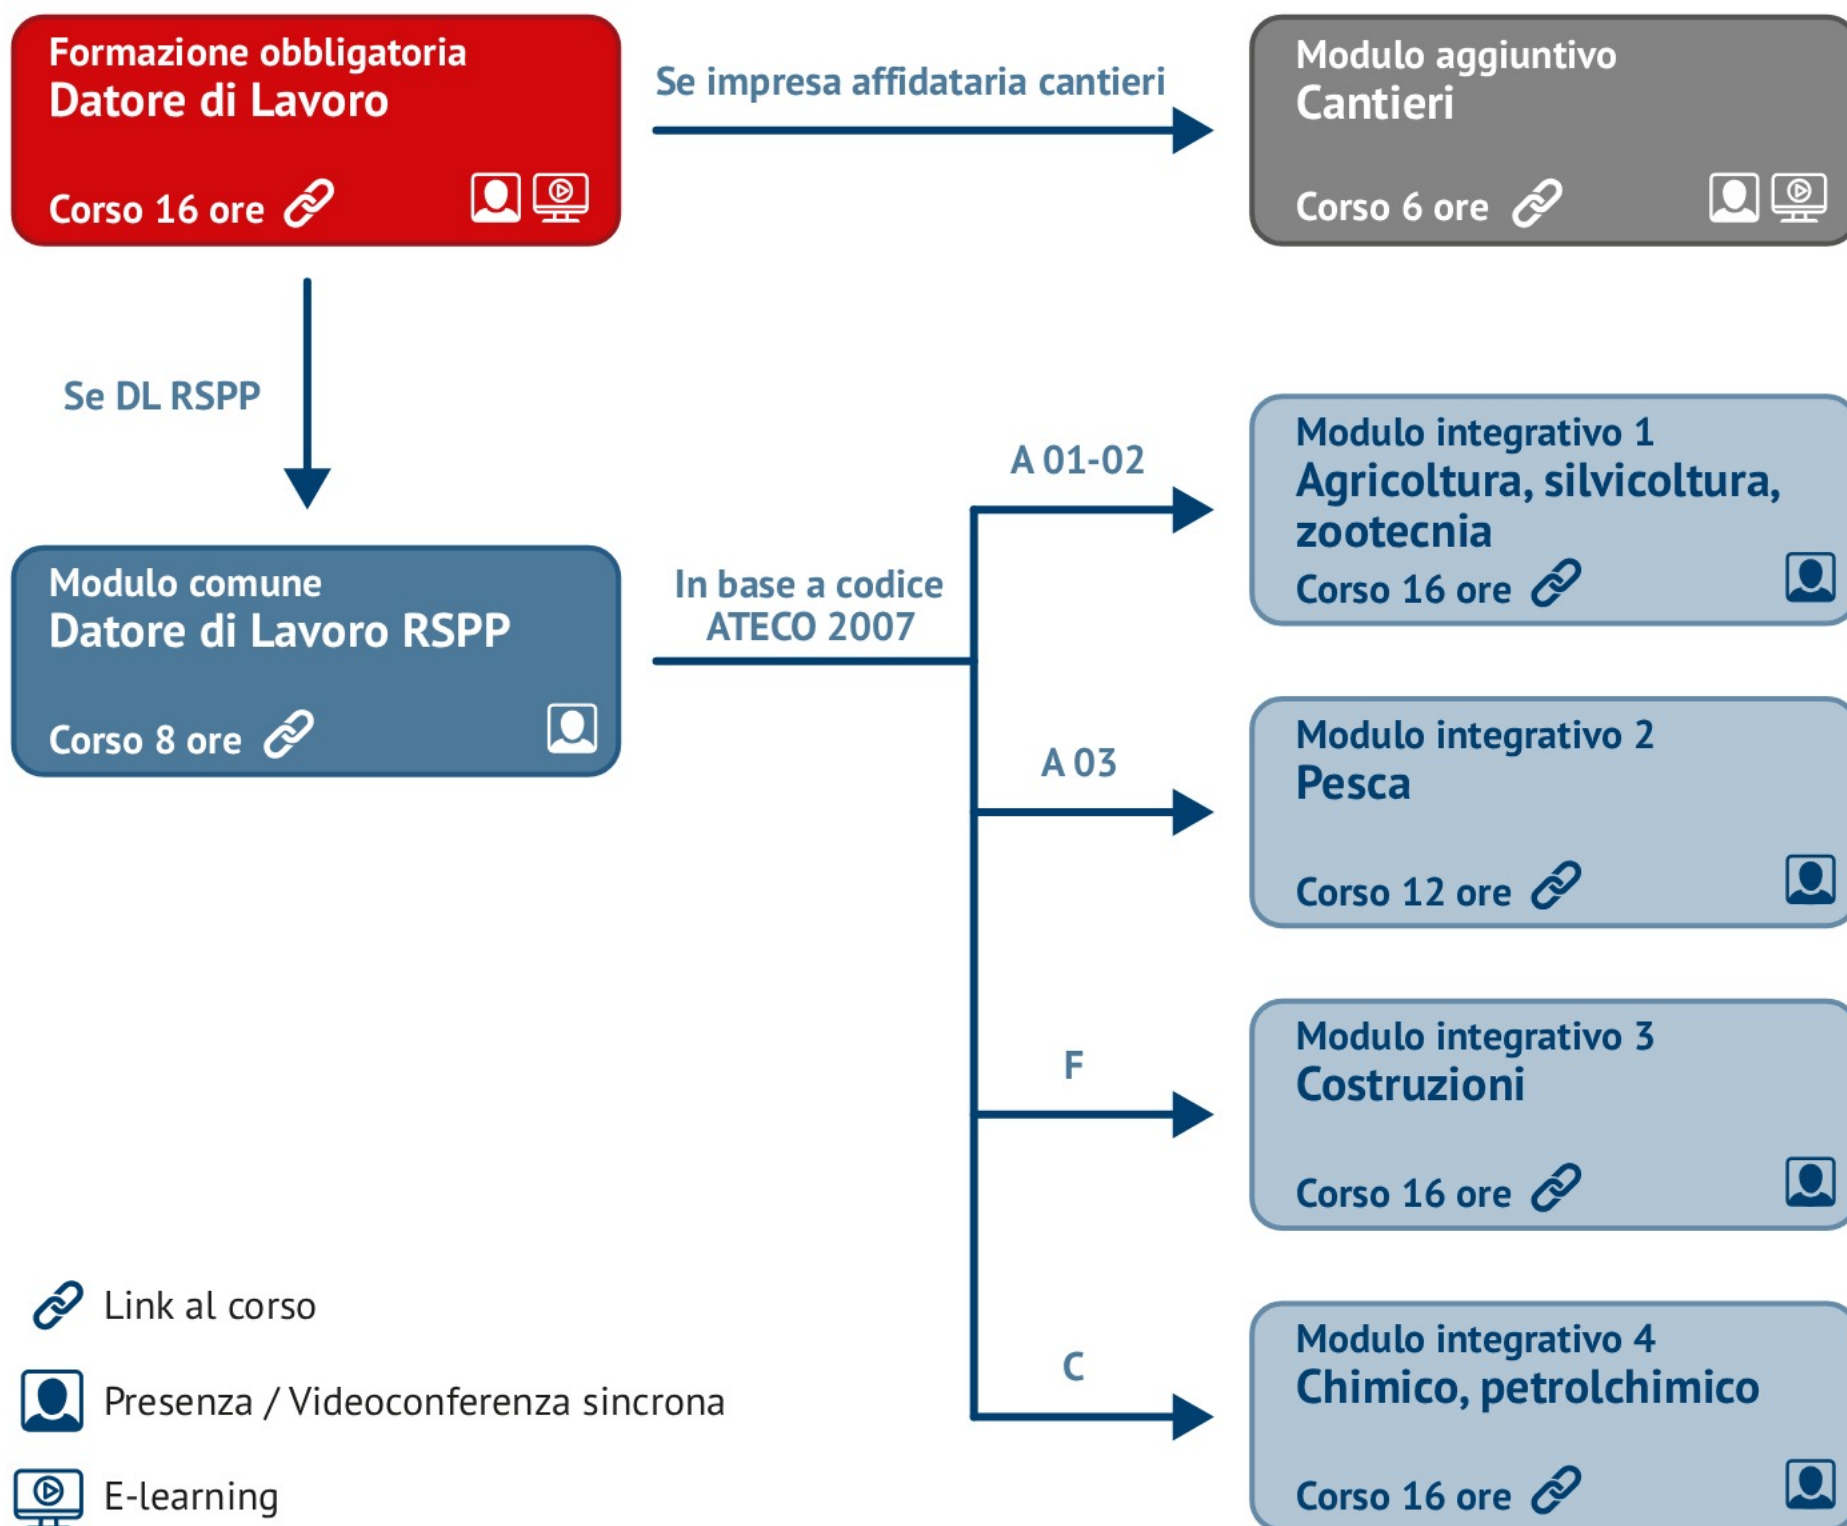 Formazione obbligatoria
Datore di Lavoro
Corso 16 ore
Se impresa affidataria cantieri
Modulo aggiuntivo
Cantieri
Corso 6 ore
Se DL RSPP
Modulo comune
Datore di Lavoro RSPP
Corso 8 ore
In base a codice
ATECO 2007
A 01-02
Modulo integrativo 1
Agricoltura, silvicoltura,
zootecnia
Corso 16 ore
A 03
Modulo integrativo 2
Pesca
Corso 12 ore
F
Modulo integrativo 3
Costruzioni
Corso 16 ore
C
Modulo integrativo 4
Chimico, petrolchimico
Corso 16 ore
Link al corso
Presenza / Videoconferenza sincrona
E-learning